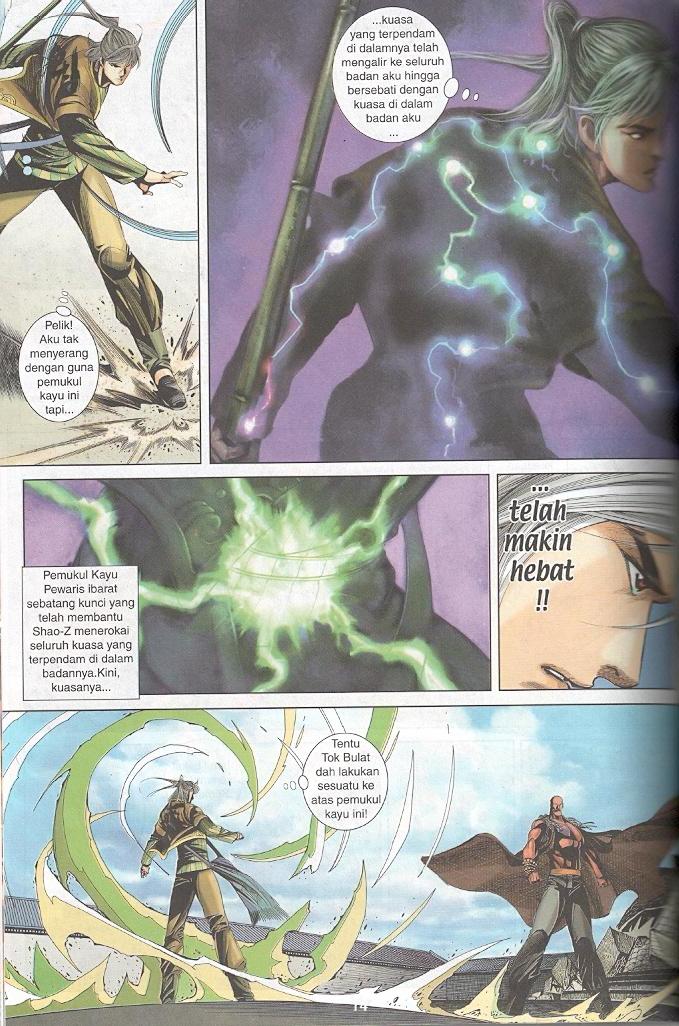 Pelik!
Aku tak
menyerang
dengan guna
pemukul
kayu ini
tapi...
...kuasa
yang terpendam
di dalamnya telah
mengalir ke seluruh
badan aku hingga
bersebati dengan
kuasa di dalam
badan aku
...
Pemukul Kayu
Pewaris ibarat
sebatang kunci yang
telah membantu
Shao-Z menerokai
seluruh kuasa yang
terpendam di dalam
badannya.Kini,
kuasanya...
...
telah
makin
hebat
!!
Tentu
Tok Bulat
dah lakukan
sesuatu ke
atas pemukul
kayu ini!
14